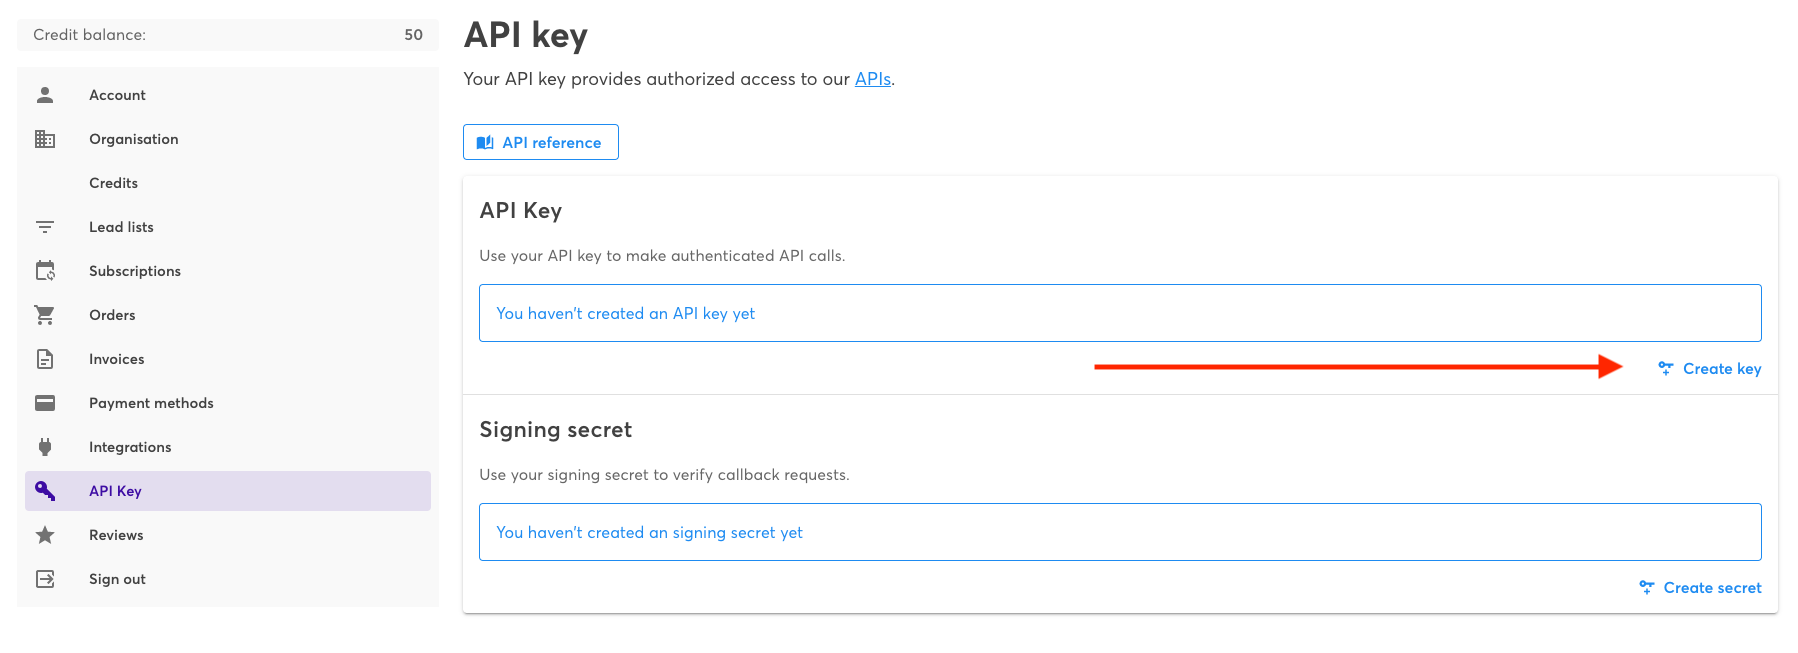 Credit balance: 50
Account
Organisation
Credits
Lead lists
Subscriptions
Orders
Invoices
Payment methods
Integrations
API Key
Reviews
Sign out
API key
Your API key provides authorized access to our APIs.
API reference
API Key
Use your API key to make authenticated API calls.
You haven't created an API key yet
Create key
Signing secret
Use your signing secret to verify callback requests.
You haven't created an signing secret yet
Create secret